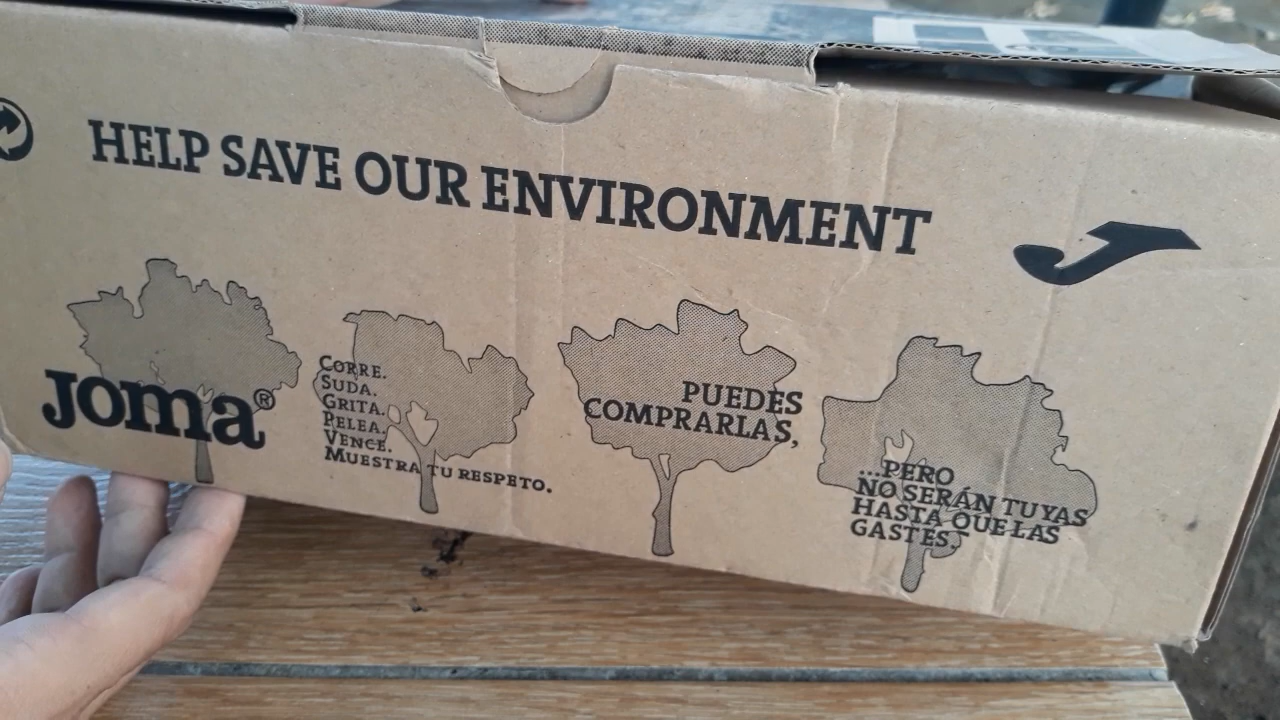 HELP SAVE OUR ENVIRONMENT
JOMA®
CORRE.
SUDA.
GRITA.
PELEA.
VENCE.
MUESTRA TU RESPETO.
PUEDES
COMPRARLAS,
...PERO
NO SERÁN TUYAS
HASTA QUE LAS
GASTES.